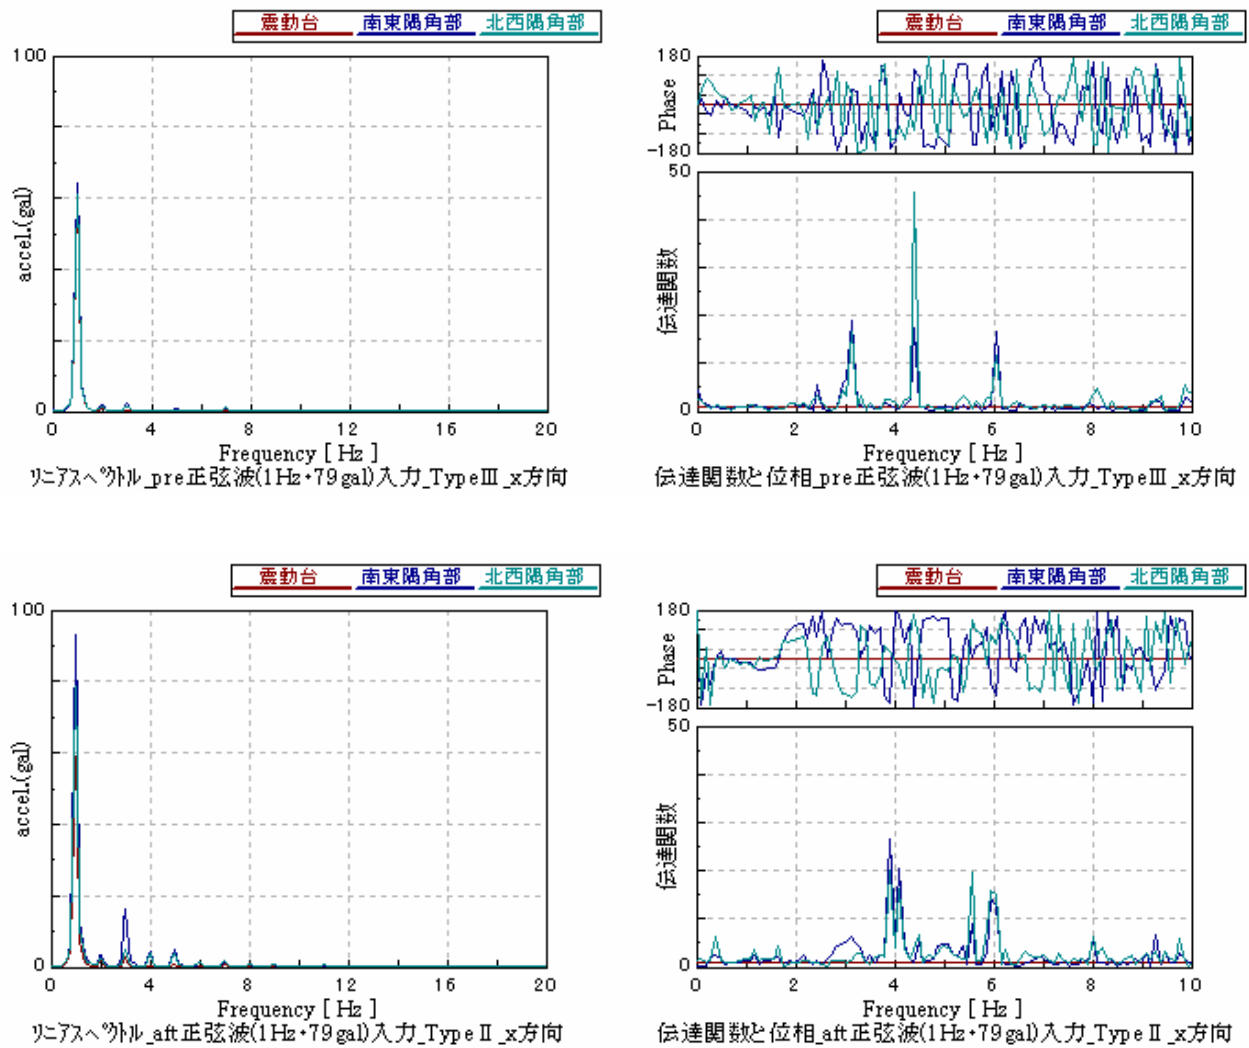 震動台 南東隅角部 北西隅角部
100
accel.(gal)
0
0 4 8 12 16 20
Frequency [ Hz ]
リニアスペクトル_pre正弦波(1Hz・79gal)入力_TypeⅢ_x方向
震動台 南東隅角部 北西隅角部
180
Phase
-180
50
伝達関数
0
0 2 4 6 8 10
Frequency [ Hz ]
伝達関数と位相_pre正弦波(1Hz・79gal)入力_TypeⅢ_x方向
震動台 南東隅角部 北西隅角部
100
accel.(gal)
0
0 4 8 12 16 20
Frequency [ Hz ]
リニアスペクトル_aft正弦波(1Hz・79gal)入力_TypeⅡ_x方向
震動台 南東隅角部 北西隅角部
180
Phase
-180
50
伝達関数
0
0 2 4 6 8 10
Frequency [ Hz ]
伝達関数と位相_aft正弦波(1Hz・79gal)入力_TypeⅡ_x方向